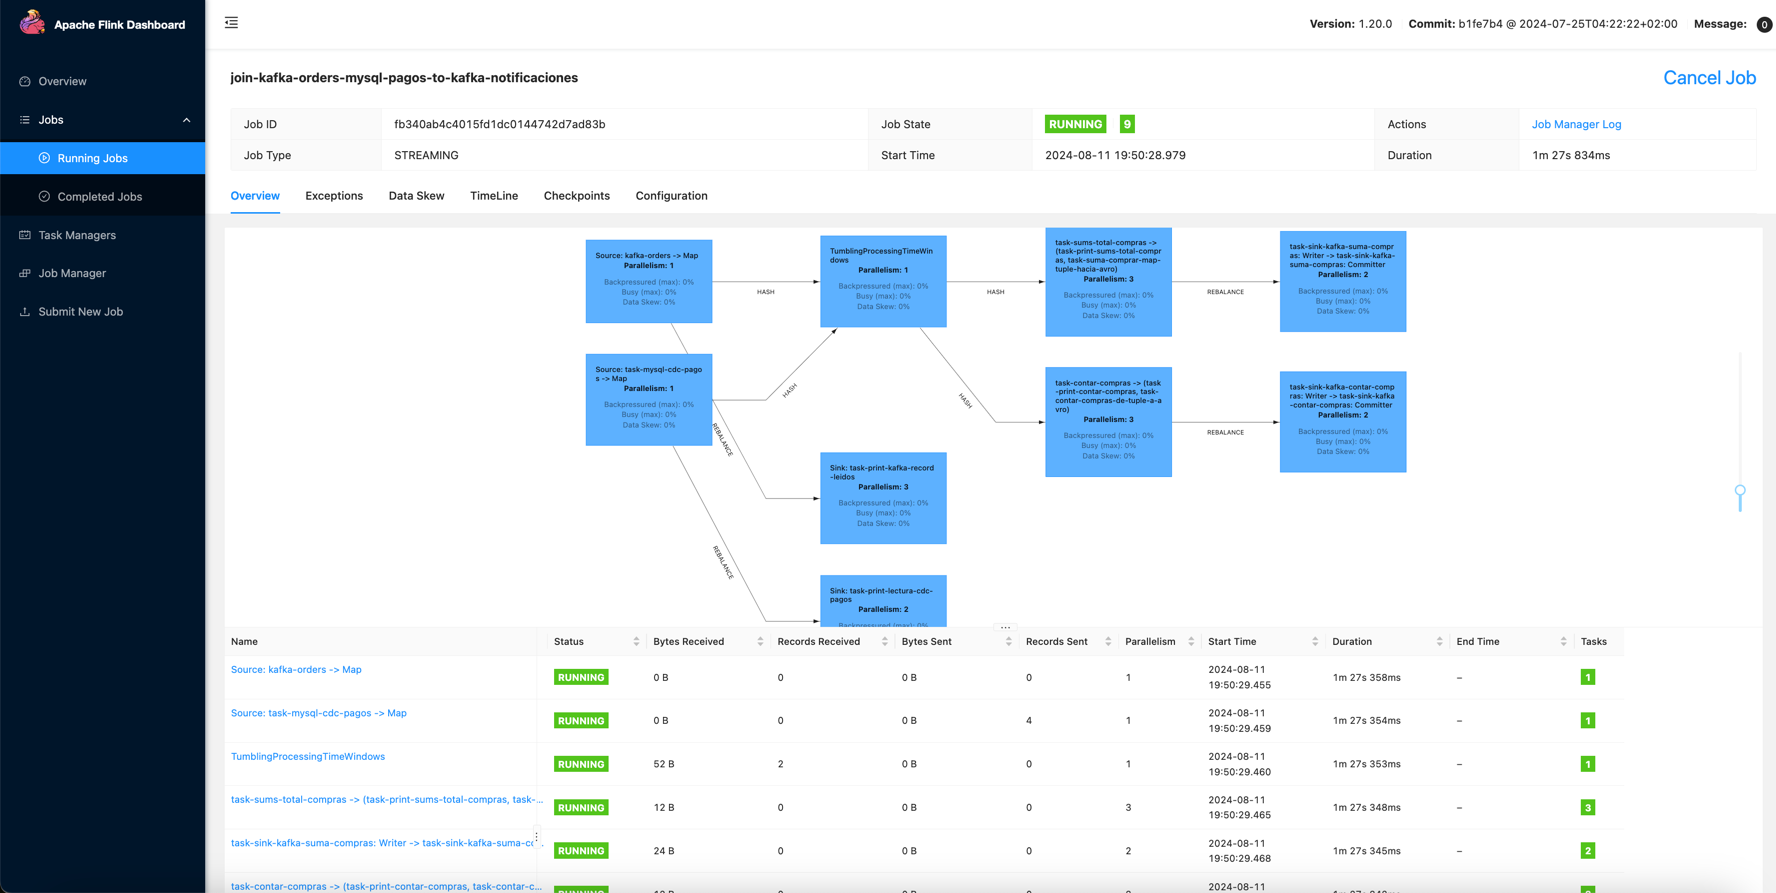 Apache Flink Dashboard
Version: 1.20.0 Commit: b1fe7b4 @ 2024-07-25T04:22:22+02:00 Message: 0
Overview
Jobs
Running Jobs
Completed Jobs
Task Managers
Job Manager
Submit New Job
join-kafka-orders-mysql-pagos-to-kafka-notificaciones
Cancel Job
Job ID fb340ab4c4015fd1dc0144742d7ad83b Job State RUNNING 9 Actions Job Manager Log
Job Type STREAMING Start Time 2024-08-11 19:50:28.979 Duration 1m 27s 834ms
Overview Exceptions Data Skew TimeLine Checkpoints Configuration
Source: kafka-orders -> Map
Parallelism: 1
Backpressured (max): 0%
Busy (max): 0%
Data Skew: 0%
HASH
TumblingProcessingTimeWin
dows
Parallelism: 1
Backpressured (max): 0%
Busy (max): 0%
Data Skew: 0%
HASH
task-sums-total-compras ->
(task-print-sums-total-compr
as, task-suma-comprar-map-
tuple-hacia-avro)
Parallelism: 3
Backpressured (max): 0%
Busy (max): 0%
Data Skew: 0%
REBALANCE
task-sink-kafka-suma-compr
as: Writer -> task-sink-kafka-
suma-compras: Committer
Parallelism: 2
Backpressured (max): 0%
Busy (max): 0%
Data Skew: 0%
Source: task-mysql-cdc-pago
s -> Map
Parallelism: 1
Backpressured (max): 0%
Busy (max): 0%
Data Skew: 0%
HASH
HASH
task-contar-compras -> (task
-print-contar-compras, task-
contar-compras-de-tuple-a-a
vro)
Parallelism: 3
Backpressured (max): 0%
Busy (max): 0%
Data Skew: 0%
REBALANCE
task-sink-kafka-contar-comp
ras: Writer -> task-sink-kafka
-contar-compras: Committer
Parallelism: 2
Backpressured (max): 0%
Busy (max): 0%
Data Skew: 0%
REBALANCE
Sink: task-print-kafka-record
-leidos
Parallelism: 3
Backpressured (max): 0%
Busy (max): 0%
Data Skew: 0%
REBALANCE
Sink: task-print-lectura-cdc-
pagos
Parallelism: 2
Backpressured (max): 0%
Name Status Bytes Received Records Received Bytes Sent Records Sent Parallelism Start Time Duration End Time Tasks
Source: kafka-orders -> Map RUNNING 0 B 0 0 B 0 1 2024-08-11 19:50:29.455 1m 27s 358ms – 1
Source: task-mysql-cdc-pagos -> Map RUNNING 0 B 0 0 B 4 1 2024-08-11 19:50:29.459 1m 27s 354ms – 1
TumblingProcessingTimeWindows RUNNING 52 B 2 0 B 0 1 2024-08-11 19:50:29.460 1m 27s 353ms – 1
task-sums-total-compras -> (task-print-sums-total-compras, task-... RUNNING 12 B 0 0 B 0 3 2024-08-11 19:50:29.465 1m 27s 348ms – 3
task-sink-kafka-suma-compras: Writer -> task-sink-kafka-suma-co... RUNNING 24 B 0 0 B 0 2 2024-08-11 19:50:29.468 1m 27s 345ms – 2
task-contar-compras -> (task-print-contar-compras, task-contar-c... 2024-08-11